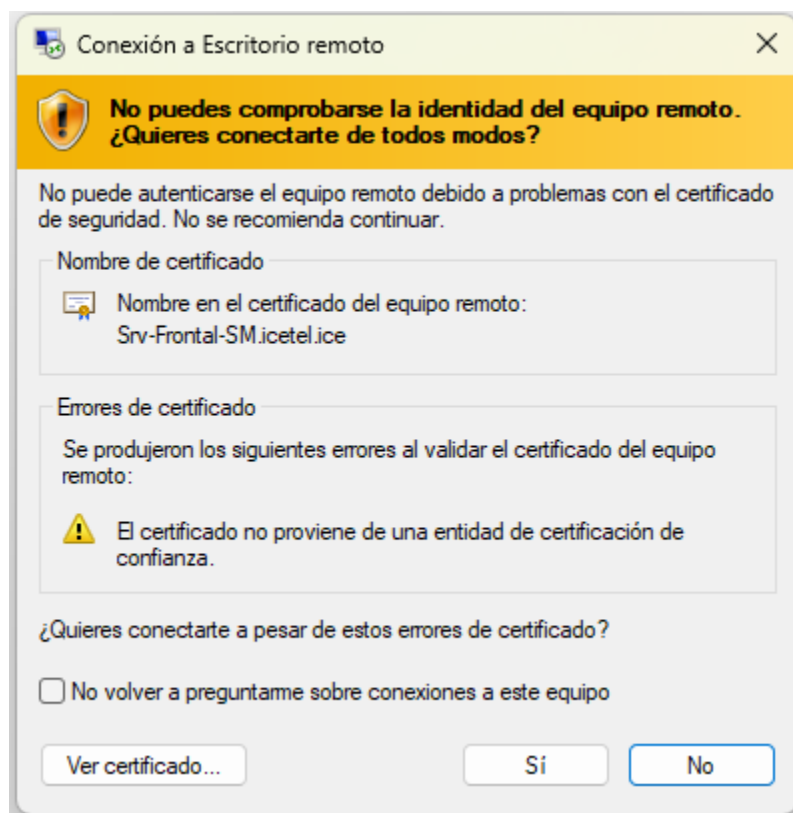 Conexión a Escritorio remoto
No puedes comprobarse la identidad del equipo remoto.
¿Quieres conectarte de todos modos?
No puede autenticarse el equipo remoto debido a problemas con el certificado
de seguridad. No se recomienda continuar.
Nombre de certificado
Nombre en el certificado del equipo remoto:
Srv-Frontal-SM.icetel.ice
Errores de certificado
Se produjeron los siguientes errores al validar el certificado del equipo
remoto:
El certificado no proviene de una entidad de certificación de
confianza.
¿Quieres conectarte a pesar de estos errores de certificado?
No volver a preguntarme sobre conexiones a este equipo
Ver certificado...
Sí
No